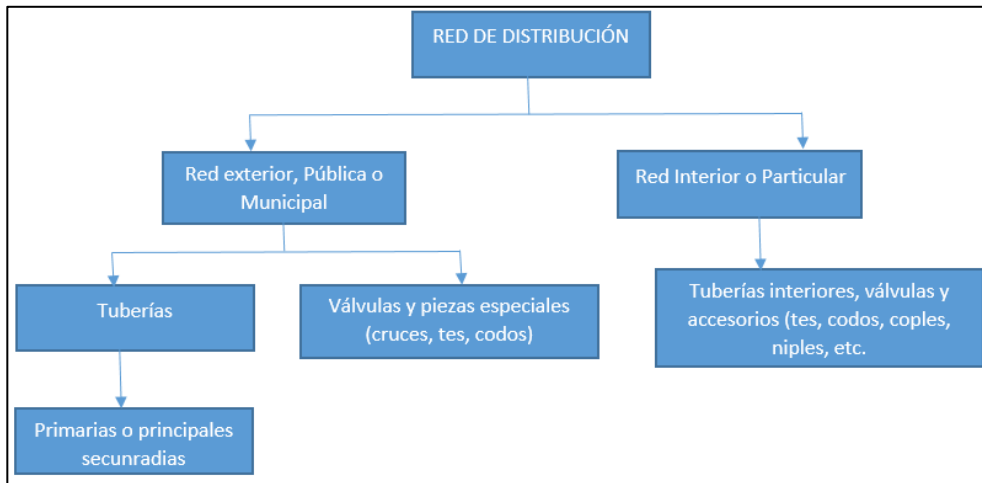 RED DE DISTRIBUCIÓN
Red exterior, Pública o
Municipal
Red Interior o Particular
Tuberías
Válvulas y piezas especiales
(cruces, tes, codos)
Tuberías interiores, válvulas y
accesorios (tes, codos, coples,
niples, etc.
Primarias o principales
secunradias